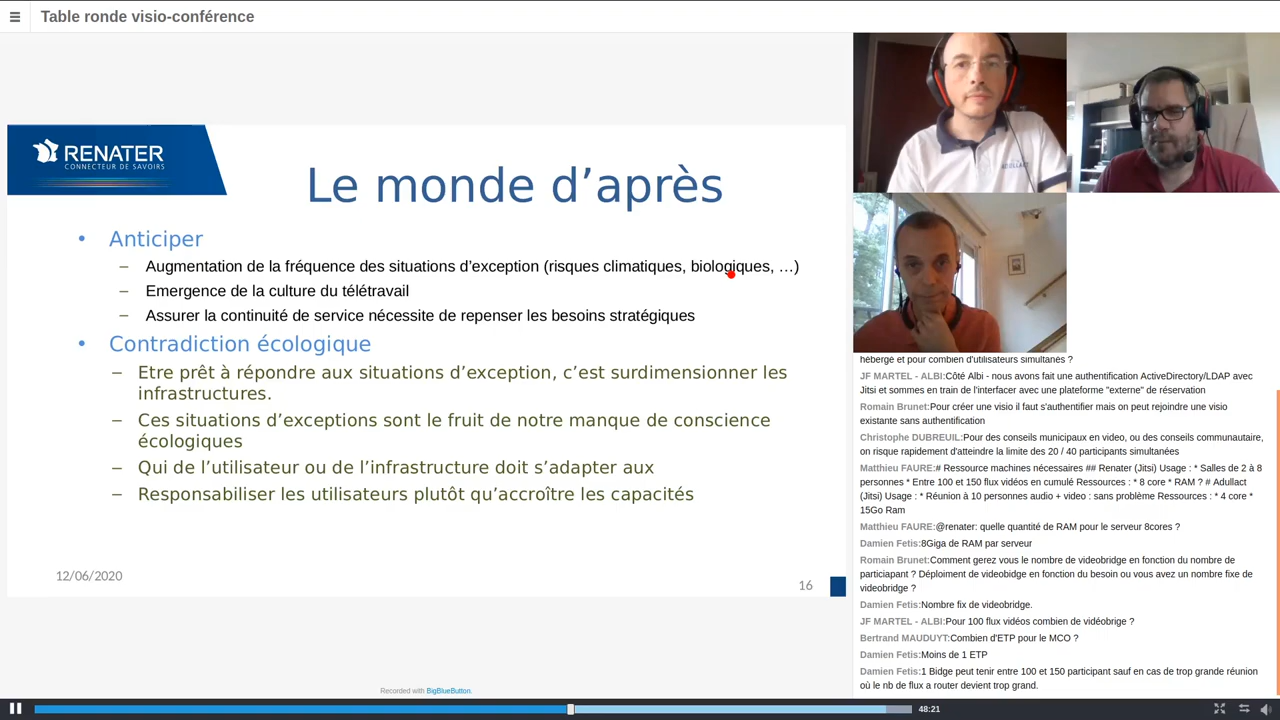 Table ronde visio-conférence
RENATER
CONNECTEUR DE SAVOIRS
Le monde d’après
• Anticiper
– Augmentation de la fréquence des situations d’exception (risques climatiques, biologiques, …)
– Emergence de la culture du télétravail
– Assurer la continuité de service nécessite de repenser les besoins stratégiques
• Contradiction écologique
– Etre prêt à répondre aux situations d’exception, c’est surdimensionner les
infrastructures.
– Ces situations d’exceptions sont le fruit de notre manque de conscience
écologiques
– Qui de l’utilisateur ou de l’infrastructure doit s’adapter aux
– Responsabiliser les utilisateurs plutôt qu’accroître les capacités
12/06/2020
16
Recorded with BigBlueButton.
ADULLACT
hébergé et pour combien d'utilisateurs simultanés ?
JF MARTEL - ALBI:Côté Albi - nous avons fait une authentification ActiveDirectory/LDAP avec
Jitsi et sommes en train de l'interfacer avec une plateforme "externe" de réservation
Romain Brunet:Pour créer une visio il faut s'authentifier mais on peut rejoindre une visio
existante sans authentification
Christophe DUBREUIL:Pour des conseils municipaux en video, ou des conseils communautaire,
on risque rapidement d'atteindre la limite des 20 / 40 participants simultanées
Matthieu FAURE:# Ressource machines nécessaires ## Renater (Jitsi) Usage : * Salles de 2 à 8
personnes * Entre 100 et 150 flux vidéos en cumulé Ressources : * 8 core * RAM ? # Adullact
(Jitsi) Usage : * Réunion à 10 personnes audio + video : sans problème Ressources : * 4 core *
15Go Ram
Matthieu FAURE:@renater: quelle quantité de RAM pour le serveur 8cores ?
Damien Fetis:8Giga de RAM par serveur
Romain Brunet:Comment gerez vous le nombre de videobridge en fonction du nombre de
particiapant ? Déploiment de videobidge en fonction du besoin ou vous avez un nombre fixe de
videobridge ?
Damien Fetis:Nombre fix de videobridge.
JF MARTEL - ALBI:Pour 100 flux vidéos combien de vidéobrige ?
Bertrand MAUDUYT:Combien d'ETP pour le MCO ?
Damien Fetis:Moins de 1 ETP
Damien Fetis:1 Bidge peut tenir entre 100 et 150 participant sauf en cas de trop grande réunion
où le nb de flux a router devient trop grand.
48:21